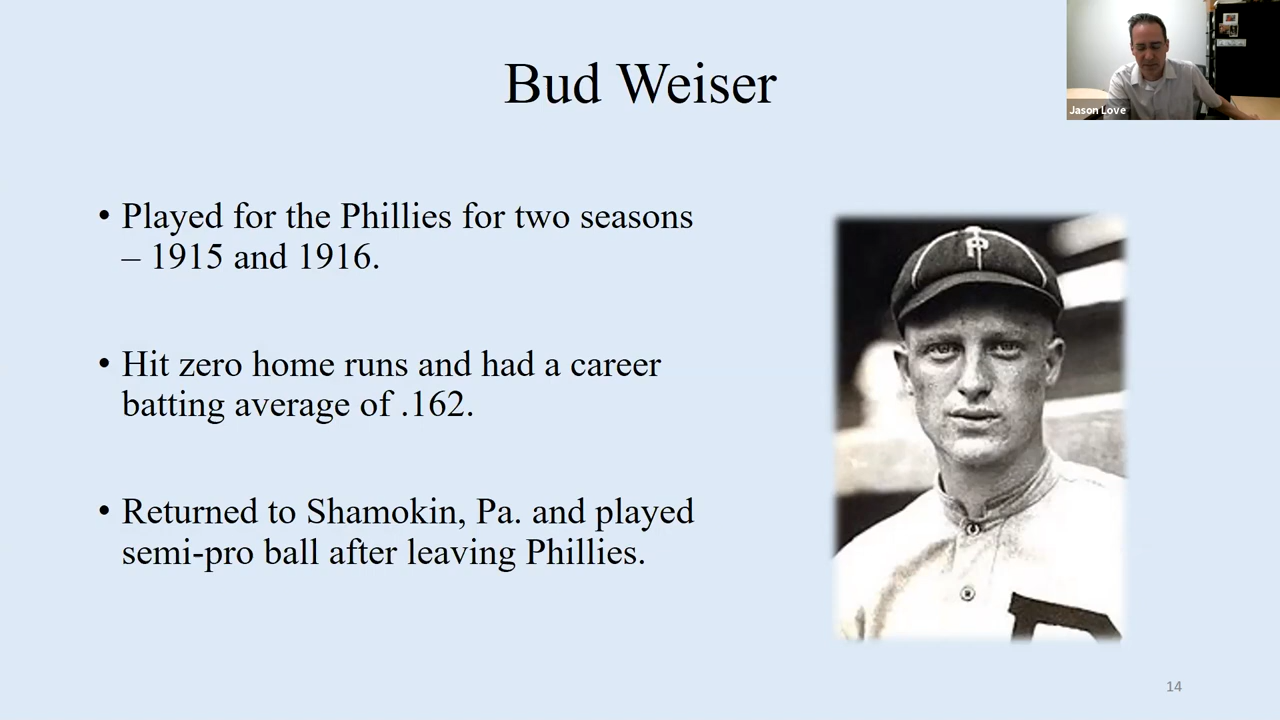 Bud Weiser
Jason Love
• Played for the Phillies for two seasons
– 1915 and 1916.
• Hit zero home runs and had a career
batting average of .162.
• Returned to Shamokin, Pa. and played
semi-pro ball after leaving Phillies.
P
14